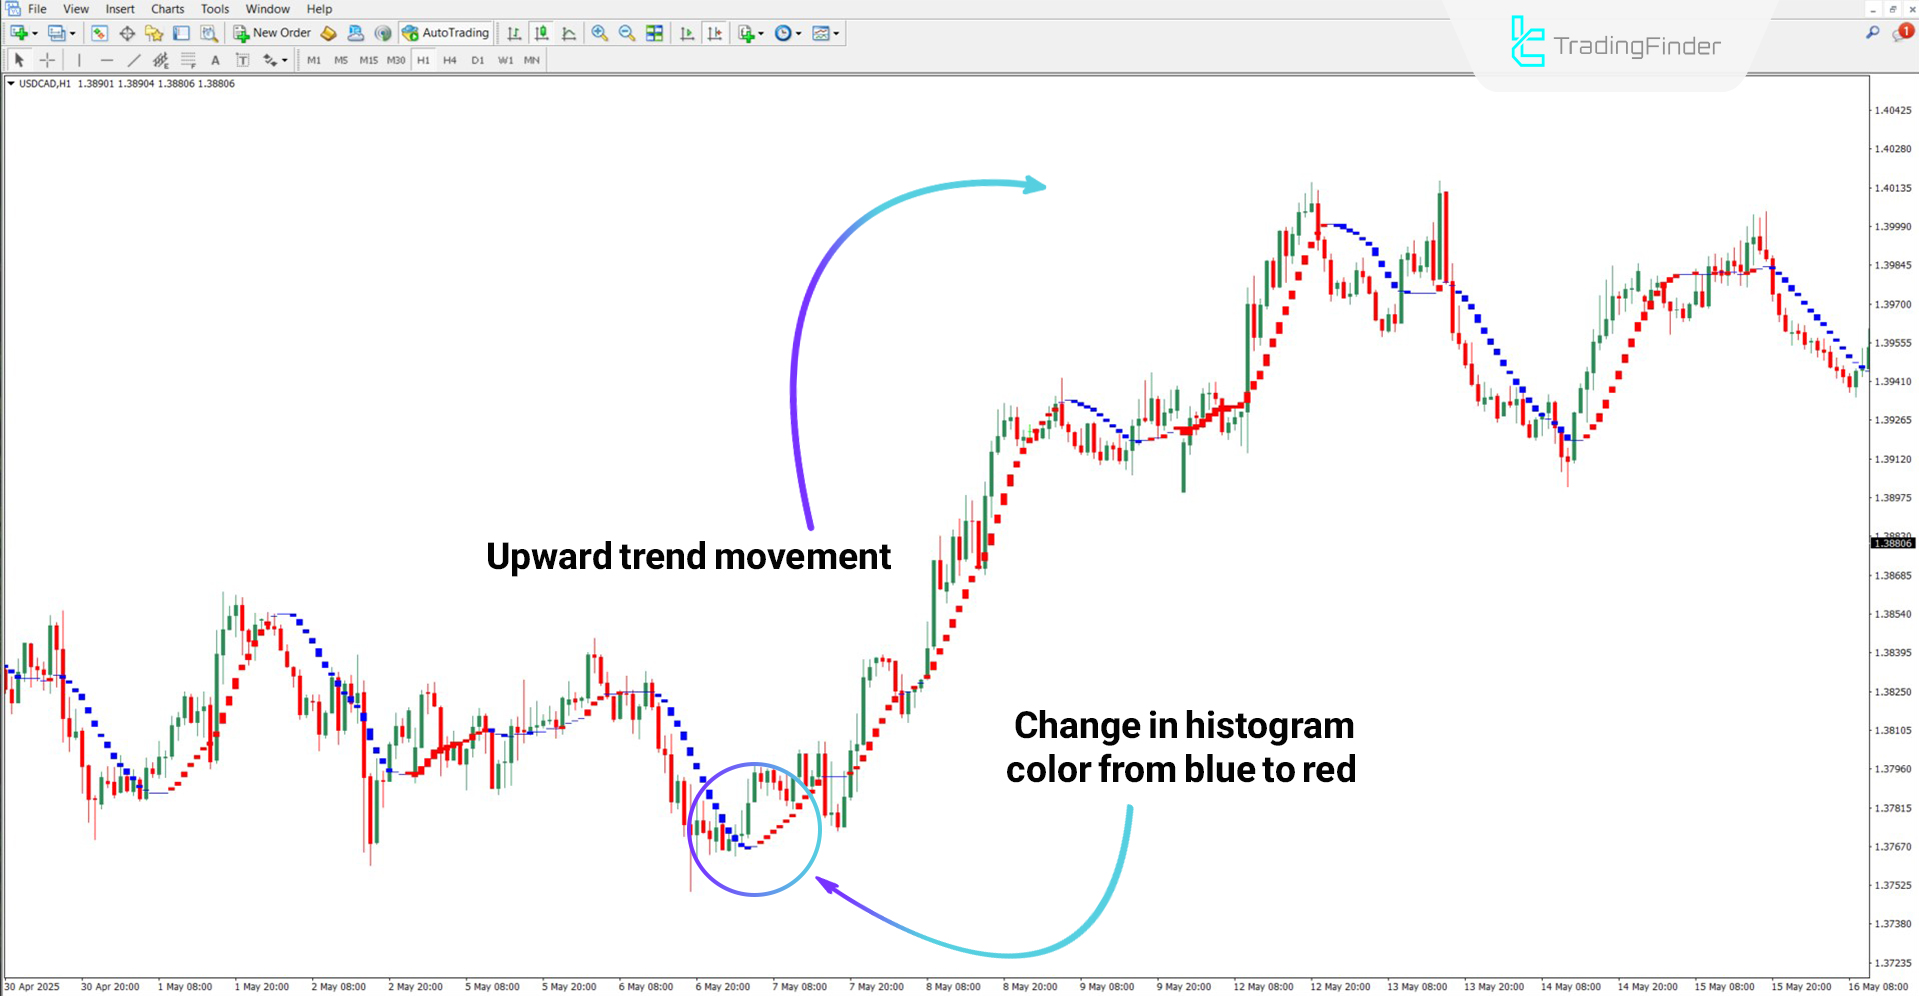 File View Insert Charts Tools Window Help
New Order AutoTrading
1
TradingFinder
A T M1 M5 M15 M30 H1 H4 D1 W1 MN
USDCAD,H1 1.38901 1.38904 1.38806 1.38806
1.40425
1.40280
1.40135
1.39990
1.39845
1.39700
1.39555
1.39410
1.39265
1.39120
1.38975
1.38830
1.38806
1.38685
1.38540
1.38395
1.38250
1.38105
1.37960
1.37815
1.37670
1.37525
1.37380
1.37235
Upward trend movement
Change in histogram
color from blue to red
30 Apr 2025 30 Apr 20:00 1 May 08:00 1 May 20:00 2 May 08:00 2 May 20:00 5 May 08:00 5 May 20:00 6 May 08:00 6 May 20:00 7 May 08:00 7 May 20:00 8 May 08:00 8 May 20:00 9 May 08:00 9 May 20:00 12 May 08:00 12 May 20:00 13 May 08:00 13 May 20:00 14 May 08:00 14 May 20:00 15 May 08:00 15 May 20:00 16 May 08:00